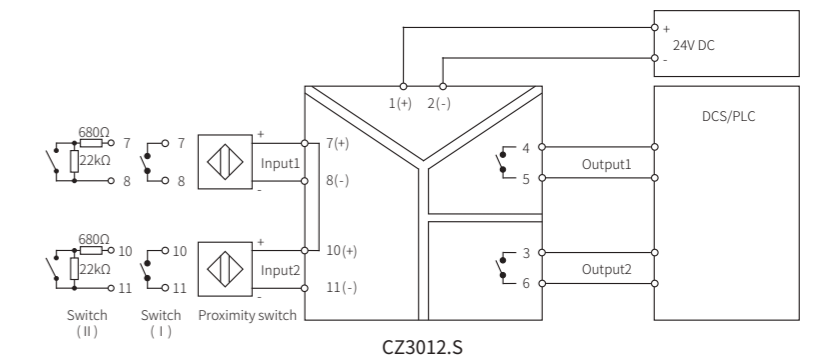 +
24V DC
-
1(+)
2(-)
DCS/PLC
680Ω
7
22kΩ
8
7
8
+
Input1
-
7(+)
8(-)
4
5
Output1
680Ω
10
22kΩ
11
10
11
+
Input2
-
10(+)
11(-)
3
6
Output2
Switch
(Ⅱ)
Switch
(Ⅰ)
Proximity switch
CZ3012.S